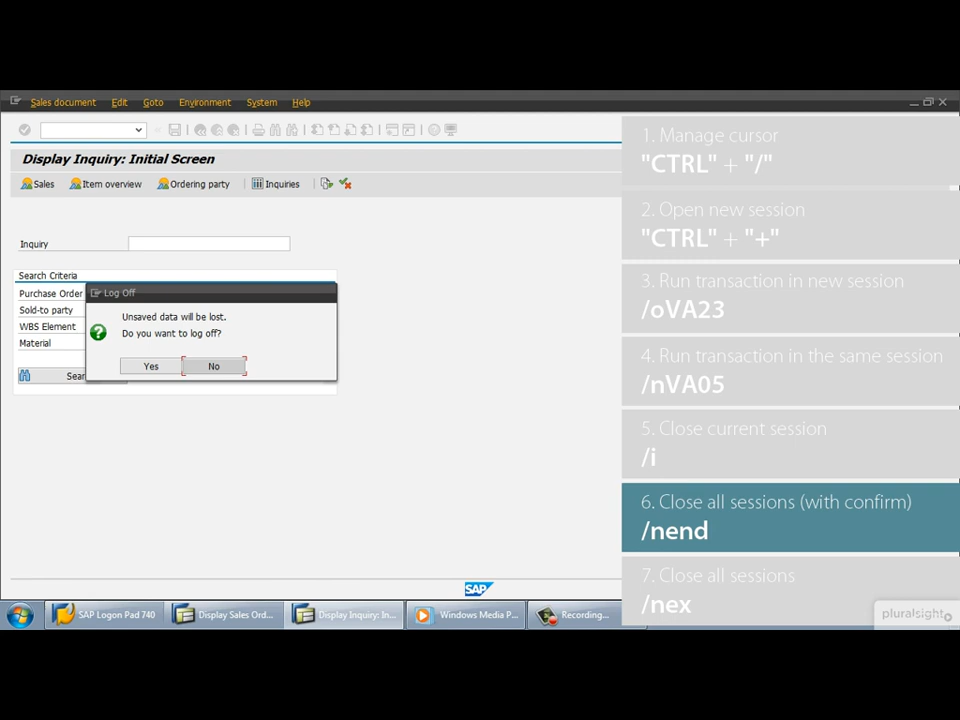 Sales document Edit Goto Environment System Help
Display Inquiry: Initial Screen
Sales Item overview Ordering party Inquiries
Inquiry
Search Criteria
Purchase Order
Sold-to party
WBS Element
Material
Sear
Log Off
Unsaved data will be lost.
Do you want to log off?
Yes No
1. Manage cursor
"CTRL" + "/"
2. Open new session
"CTRL" + "+"
3. Run transaction in new session
/oVA23
4. Run transaction in the same session
/nVA05
5. Close current session
/i
6. Close all sessions (with confirm)
/nend
7. Close all sessions
/nex
pluralsight
SAP
SAP Logon Pad 740 Display Sales Ord... Display Inquiry: In... Windows Media P... Recording...